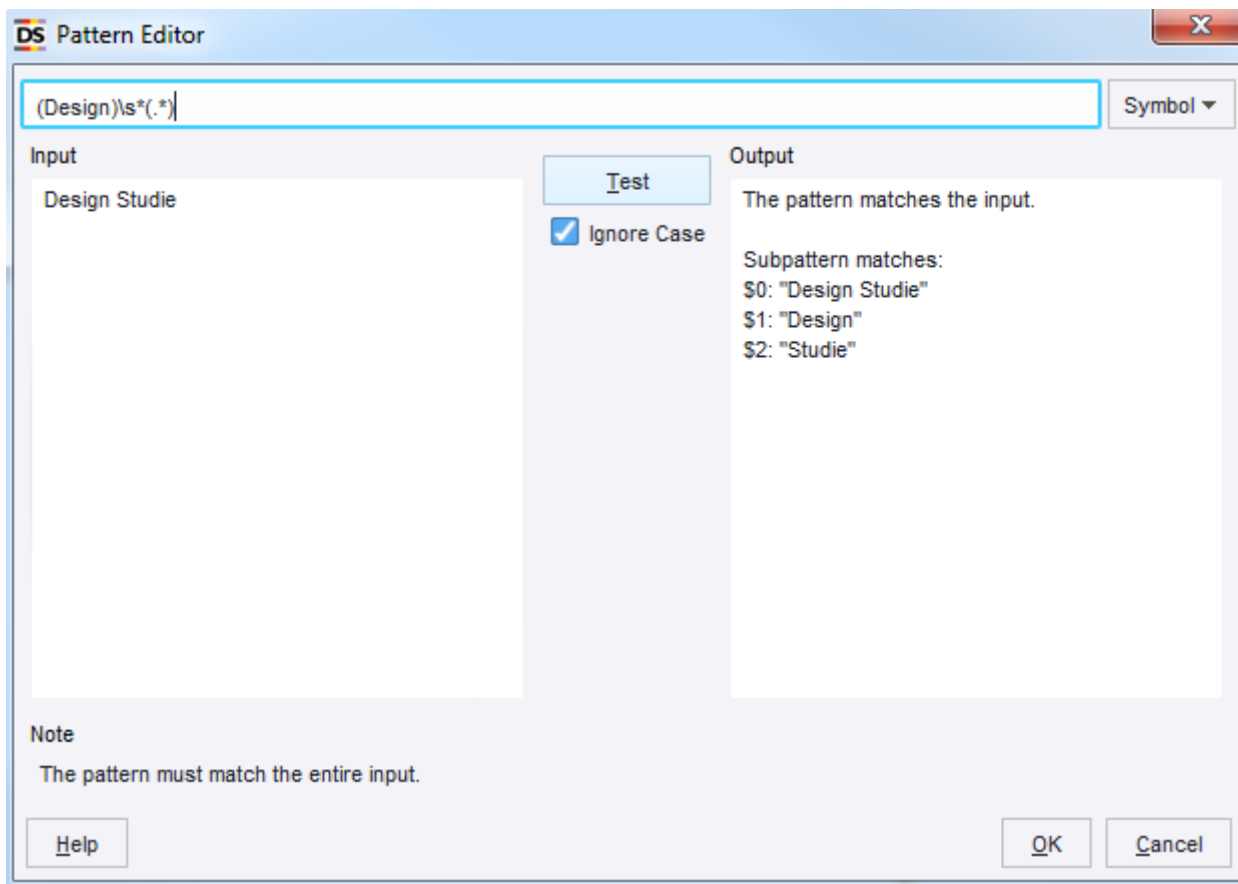 DS Pattern Editor
(Design)\s*(.*)
Symbol
Input
Test
Output
Design Studie
Ignore Case
The pattern matches the input.
Subpattern matches:
$0: "Design Studie"
$1: "Design"
$2: "Studie"
Note
The pattern must match the entire input.
Help
OK
Cancel